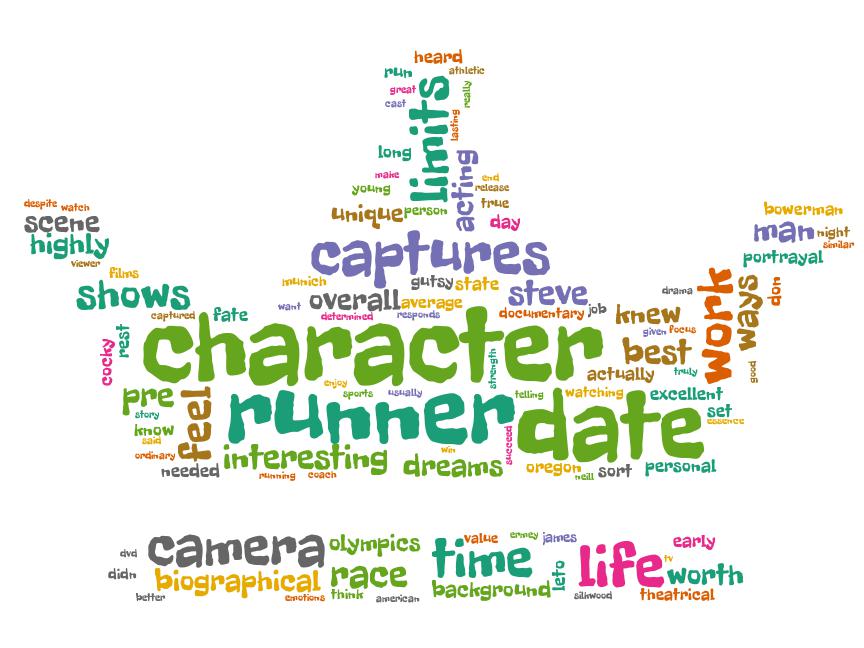 heard
run
athletic
great
really
cast
limits
lasting
long
acting
make
young
end
release
unique
person
true
day
despite
watch
scene
highly
viewer
bowerman
man
night
similar
portrayal
captures
films
munich
gutsy
state
shows
want
overall
average
steve
drama
work
ways
don
captured
fate
determined
responds
documentary
job
knew
given
focus
character
cocky
rest
strength
best
actually
truly
good
enjoy
pre
feel
story
sports
usually
telling
watching
excellent
runner
date
set
essence
know
said
ordinary
needed
interesting
win
dreams
succeed
oregon
neill
sort
personal
running
coach
camera
olympics
value
ermey
james
early
dvd
time
life
tv
didn
biographical
race
background
leto
worth
better
emotions
think
american
silkwood
theatrical